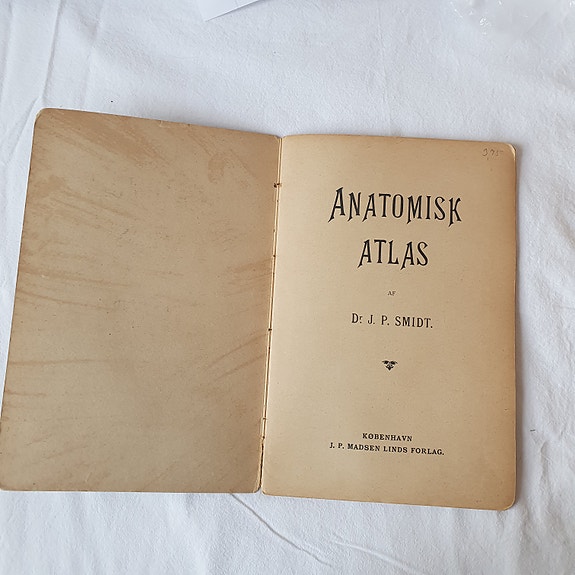 ANATOMISK
ATLAS
AF
Dr J. P. SMIDT.
KØBENHAVN
J. P. MADSEN LINDS FORLAG.